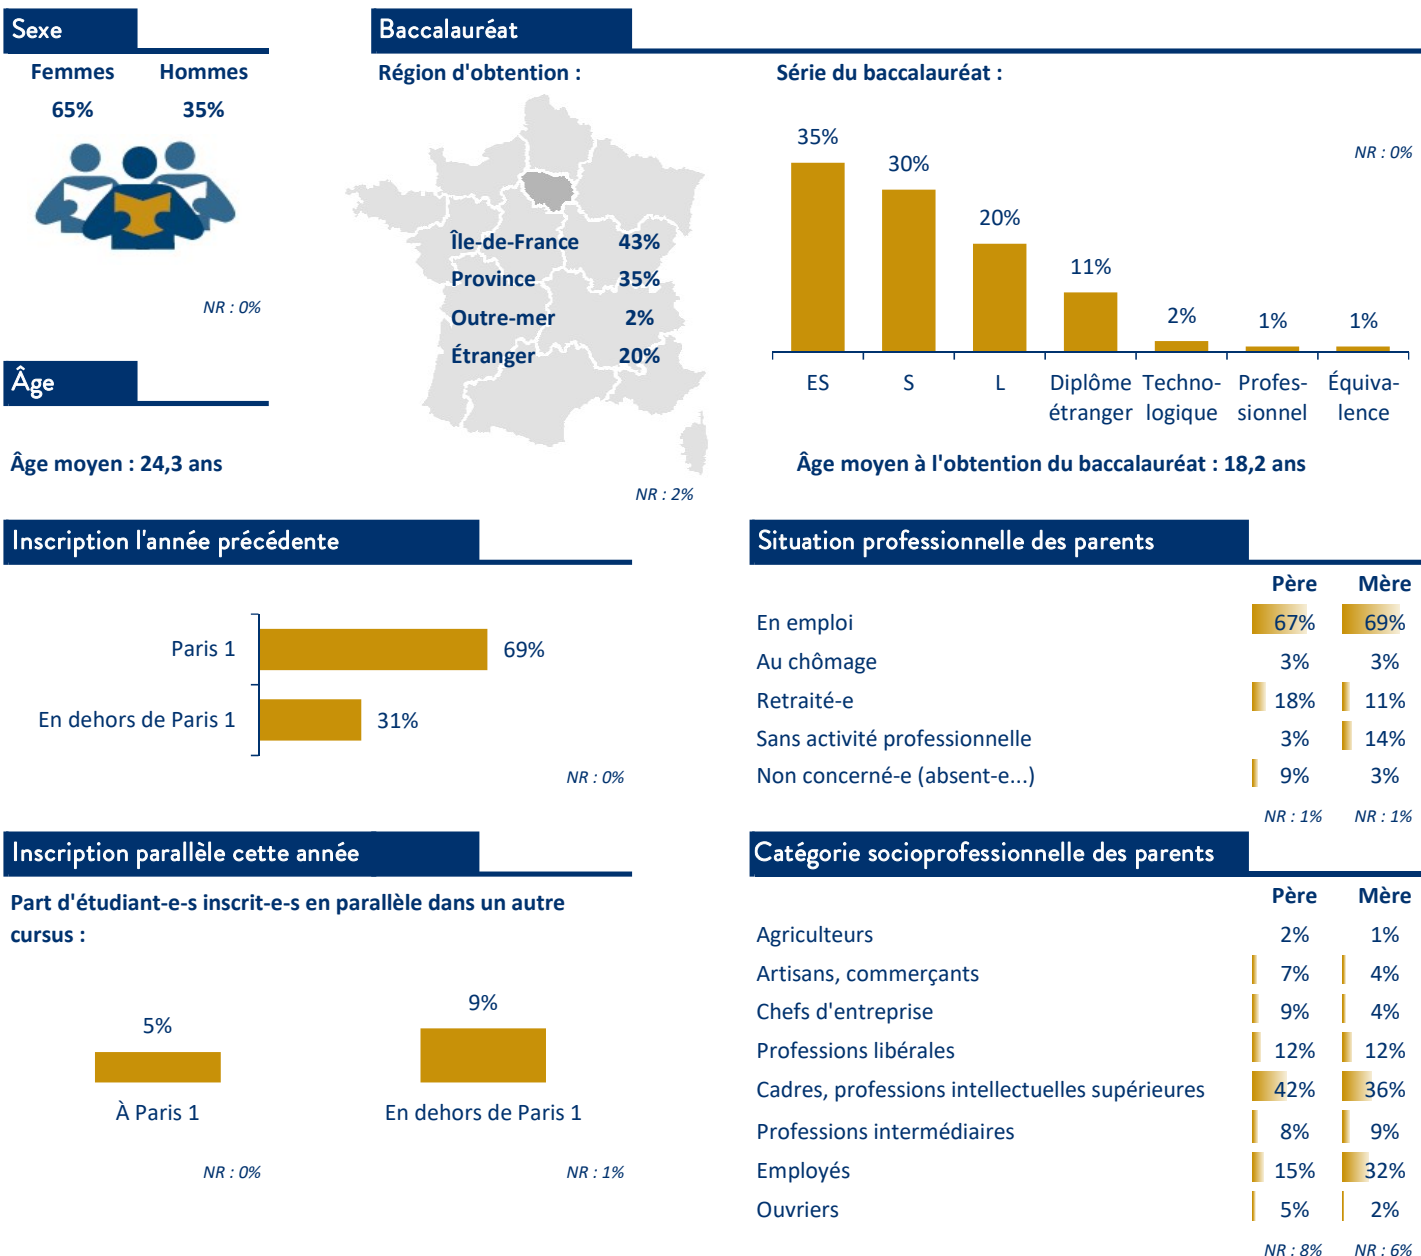 Sexe
Femmes Hommes
65% 35%
NR : 0%
Âge
Âge moyen : 24,3 ans
Baccalauréat
Région d'obtention :
Île-de-France 43%
Province 35%
Outre-mer 2%
Étranger 20%
NR : 2%
Série du baccalauréat :
NR : 0%
35% 30% 20% 11% 2% 1% 1%
ES S L Diplôme Techno- Profes- Équiva-
étranger logique sionnel lence
Âge moyen à l'obtention du baccalauréat : 18,2 ans
Inscription l'année précédente
Paris 1 69%
En dehors de Paris 1 31%
NR : 0%
Situation professionnelle des parents
Père Mère
En emploi 67% 69%
Au chômage 3% 3%
Retraité-e 18% 11%
Sans activité professionnelle 3% 14%
Non concerné-e (absent-e...) 9% 3%
NR : 1% NR : 1%
Inscription parallèle cette année
Part d'étudiant-e-s inscrit-e-s en parallèle dans un autre
cursus :
5% 9%
À Paris 1 En dehors de Paris 1
NR : 0% NR : 1%
Catégorie socioprofessionnelle des parents
Père Mère
Agriculteurs 2% 1%
Artisans, commerçants 7% 4%
Chefs d'entreprise 9% 4%
Professions libérales 12% 12%
Cadres, professions intellectuelles supérieures 42% 36%
Professions intermédiaires 8% 9%
Employés 15% 32%
Ouvriers 5% 2%
NR : 8% NR : 6%